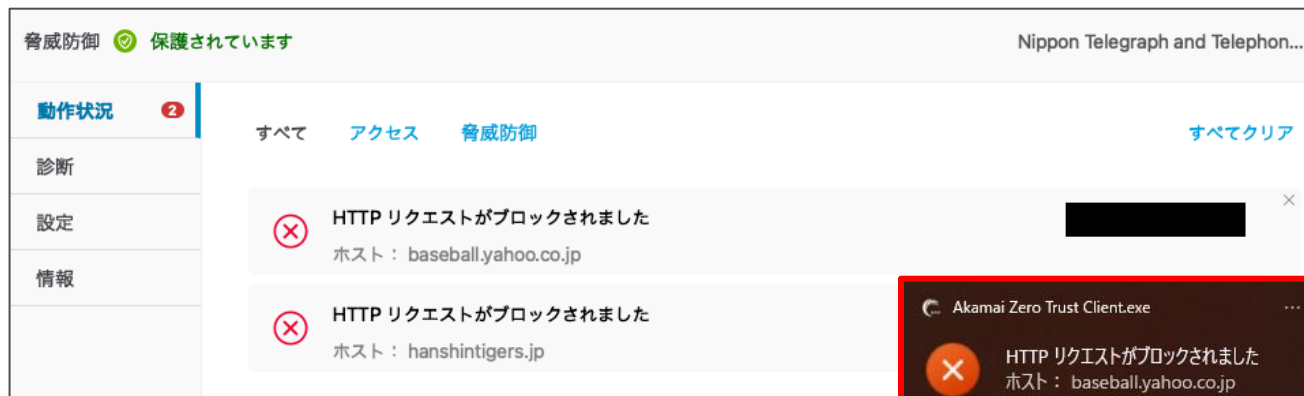 脅威防御 保護されています Nippon Telegraph and Telephon...
動作状況 2
診断
設定
情報
すべて アクセス 脅威防御 すべてクリア
HTTP リクエストがブロックされました
ホスト： baseball.yahoo.co.jp
HTTP リクエストがブロックされました
ホスト： hanshintigers.jp
Akamai Zero Trust Client.exe ...
HTTP リクエストがブロックされました
ホスト： baseball.yahoo.co.jp